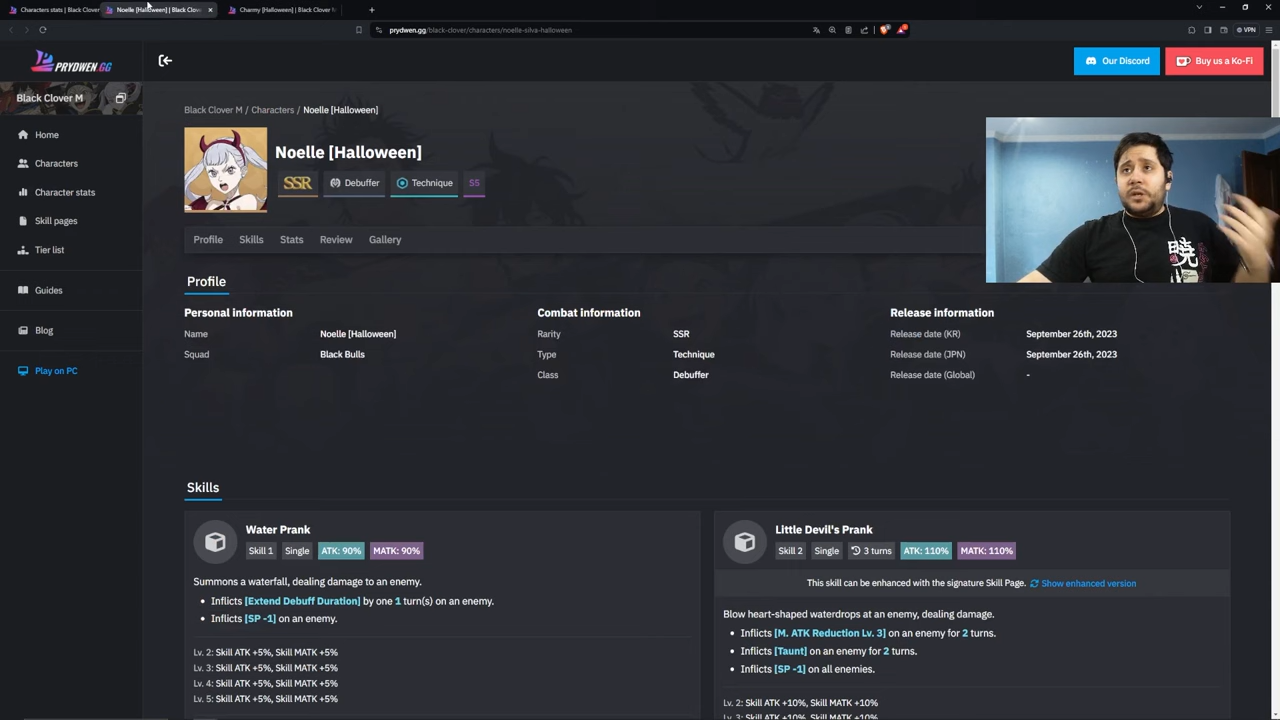 Characters stats | Black Clover
Noelle [Halloween] | Black Clov
Charmy [Halloween] | Black Clover
prydwen.gg/black-clover/characters/noelle-silva-halloween
VPN
PRYDWEN.GG
Our Discord
Buy us a Ko-Fi
Black Clover M
Home
Characters
Character stats
Skill pages
Tier list
Guides
Blog
Play on PC
Black Clover M / Characters / Noelle [Halloween]
Noelle [Halloween]
SSR Debuffer Technique S5
Profile Skills Stats Review Gallery
Profile
Personal information
Name Noelle [Halloween]
Squad Black Bulls
Combat information
Rarity SSR
Type Technique
Class Debuffer
Release information
Release date (KR) September 26th, 2023
Release date (JPN) September 26th, 2023
Release date (Global) -
Skills
Water Prank
Skill 1 Single ATK: 90% MATK: 90%
Summons a waterfall, dealing damage to an enemy.
• Inflicts [Extend Debuff Duration] by one 1 turn(s) on an enemy.
• Inflicts [SP -1] on an enemy.
Lv. 2: Skill ATK +5%, Skill MATK +5%
Lv. 3: Skill ATK +5%, Skill MATK +5%
Lv. 4: Skill ATK +5%, Skill MATK +5%
Lv. 5: Skill ATK +5%, Skill MATK +5%
Little Devil's Prank
Skill 2 Single 3 turns ATK: 110% MATK: 110%
This skill can be enhanced with the signature Skill Page. Show enhanced version
Blow heart-shaped waterdrops at an enemy, dealing damage.
• Inflicts [M. ATK Reduction Lv. 3] on an enemy for 2 turns.
• Inflicts [Taunt] on an enemy for 2 turns.
• Inflicts [SP -1] on all enemies.
Lv. 2: Skill ATK +10%, Skill MATK +10%
Lv. 3: Skill ATK +10%, Skill MATK +10%
暁